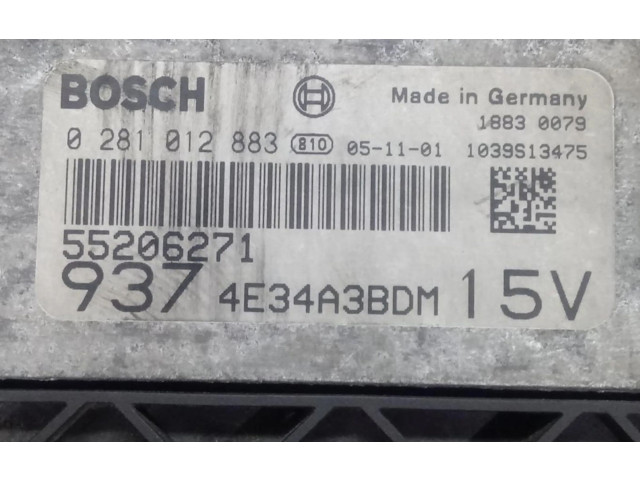 BOSCH Made in Germany
1883 0079
0 281 012 883 810 05-11-01 1039S13475
55206271
937 4E34A3BDM 15V